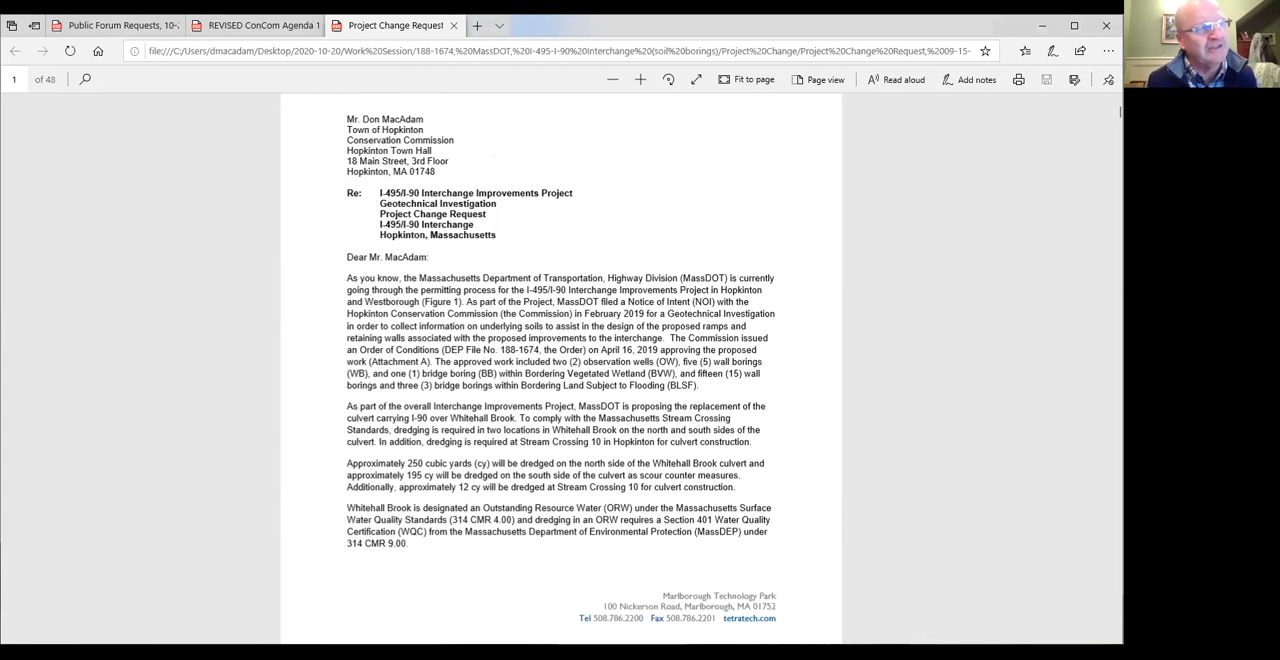 Public Forum Requests, 10-2
REVISED ConCom Agenda 1
Project Change Request
file:///C:/Users/dmacadam/Desktop/2020-10-20/Work%20Session/188-1674,%20MassDOT,%20I-495-I-90%20Interchange%20(soil%20borings)/Project%20Change/Project%20Change%20Request,%2009-15-
1 of 48
Fit to page
Page view
Read aloud
Add notes
Mr. Don MacAdam
Town of Hopkinton
Conservation Commission
Hopkinton Town Hall
18 Main Street, 3rd Floor
Hopkinton, MA 01748
Re: I-495/I-90 Interchange Improvements Project
Geotechnical Investigation
Project Change Request
I-495/I-90 Interchange
Hopkinton, Massachusetts
Dear Mr. MacAdam:
As you know, the Massachusetts Department of Transportation, Highway Division (MassDOT) is currently
going through the permitting process for the I-495/I-90 Interchange Improvements Project in Hopkinton
and Westborough (Figure 1). As part of the Project, MassDOT filed a Notice of Intent (NOI) with the
Hopkinton Conservation Commission (the Commission) in February 2019 for a Geotechnical Investigation
in order to collect information on underlying soils to assist in the design of the proposed ramps and
retaining walls associated with the proposed improvements to the interchange. The Commission issued
an Order of Conditions (DEP File No. 188-1674, the Order) on April 16, 2019 approving the proposed
work (Attachment A). The approved work included two (2) observation wells (OW), five (5) wall borings
(WB), and one (1) bridge boring (BB) within Bordering Vegetated Wetland (BVW), and fifteen (15) wall
borings and three (3) bridge borings within Bordering Land Subject to Flooding (BLSF).
As part of the overall Interchange Improvements Project, MassDOT is proposing the replacement of the
culvert carrying I-90 over Whitehall Brook. To comply with the Massachusetts Stream Crossing
Standards, dredging is required in two locations in Whitehall Brook on the north and south sides of the
culvert. In addition, dredging is required at Stream Crossing 10 in Hopkinton for culvert construction.
Approximately 250 cubic yards (cy) will be dredged on the north side of the Whitehall Brook culvert and
approximately 195 cy will be dredged on the south side of the culvert as scour counter measures.
Additionally, approximately 12 cy will be dredged at Stream Crossing 10 for culvert construction.
Whitehall Brook is designated an Outstanding Resource Water (ORW) under the Massachusetts Surface
Water Quality Standards (314 CMR 4.00) and dredging in an ORW requires a Section 401 Water Quality
Certification (WQC) from the Massachusetts Department of Environmental Protection (MassDEP) under
314 CMR 9.00.
Marlborough Technology Park
100 Nickerson Road, Marlborough, MA 01752
Tel 508.786.2200 Fax 508.786.2201 tetratech.com